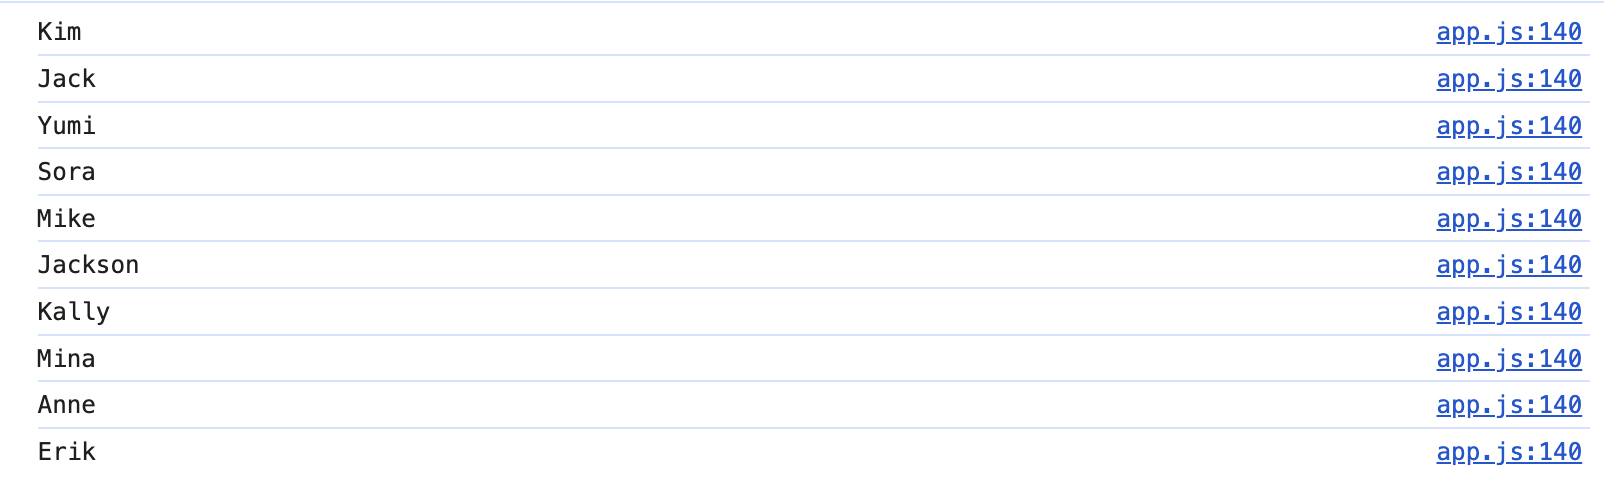 Kim app.js:140
Jack app.js:140
Yumi app.js:140
Sora app.js:140
Mike app.js:140
Jackson app.js:140
Kally app.js:140
Mina app.js:140
Anne app.js:140
Erik app.js:140